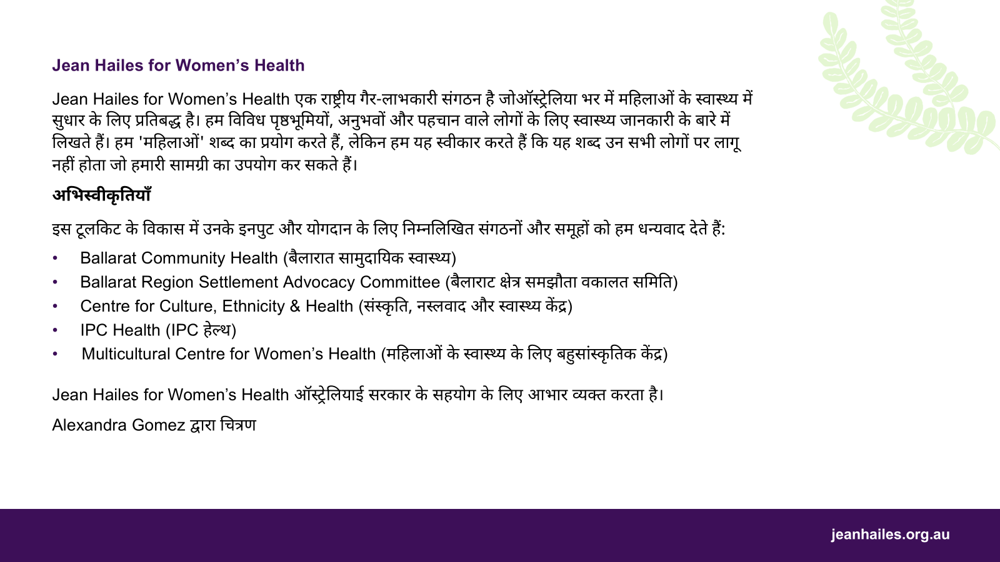 Jean Hailes for Women’s Health
Jean Hailes for Women’s Health एक राष्ट्रीय गैर-लाभकारी संगठन है जोऑस्ट्रेलिया भर में महिलाओं के स्वास्थ्य में
सुधार के लिए प्रतिबद्ध है। हम विविध पृष्ठभूमियों, अनुभवों और पहचान वाले लोगों के लिए स्वास्थ्य जानकारी के बारे में
लिखते हैं। हम 'महिलाओं' शब्द का प्रयोग करते हैं, लेकिन हम यह स्वीकार करते हैं कि यह शब्द उन सभी लोगों पर लागू
नहीं होता जो हमारी सामग्री का उपयोग कर सकते हैं।
अभिस्वीकृतियाँ
इस टूलकिट के विकास में उनके इनपुट और योगदान के लिए निम्नलिखित संगठनों और समूहों को हम धन्यवाद देते हैं:
• Ballarat Community Health (बैलारात सामुदायिक स्वास्थ्य)
• Ballarat Region Settlement Advocacy Committee (बैलाराट क्षेत्र समझौता वकालत समिति)
• Centre for Culture, Ethnicity & Health (संस्कृति, नस्लवाद और स्वास्थ्य केंद्र)
• IPC Health (IPC हेल्थ)
• Multicultural Centre for Women’s Health (महिलाओं के स्वास्थ्य के लिए बहुसांस्कृतिक केंद्र)
Jean Hailes for Women’s Health ऑस्ट्रेलियाई सरकार के सहयोग के लिए आभार व्यक्त करता है।
Alexandra Gomez द्वारा चित्रण
jeanhailes.org.au